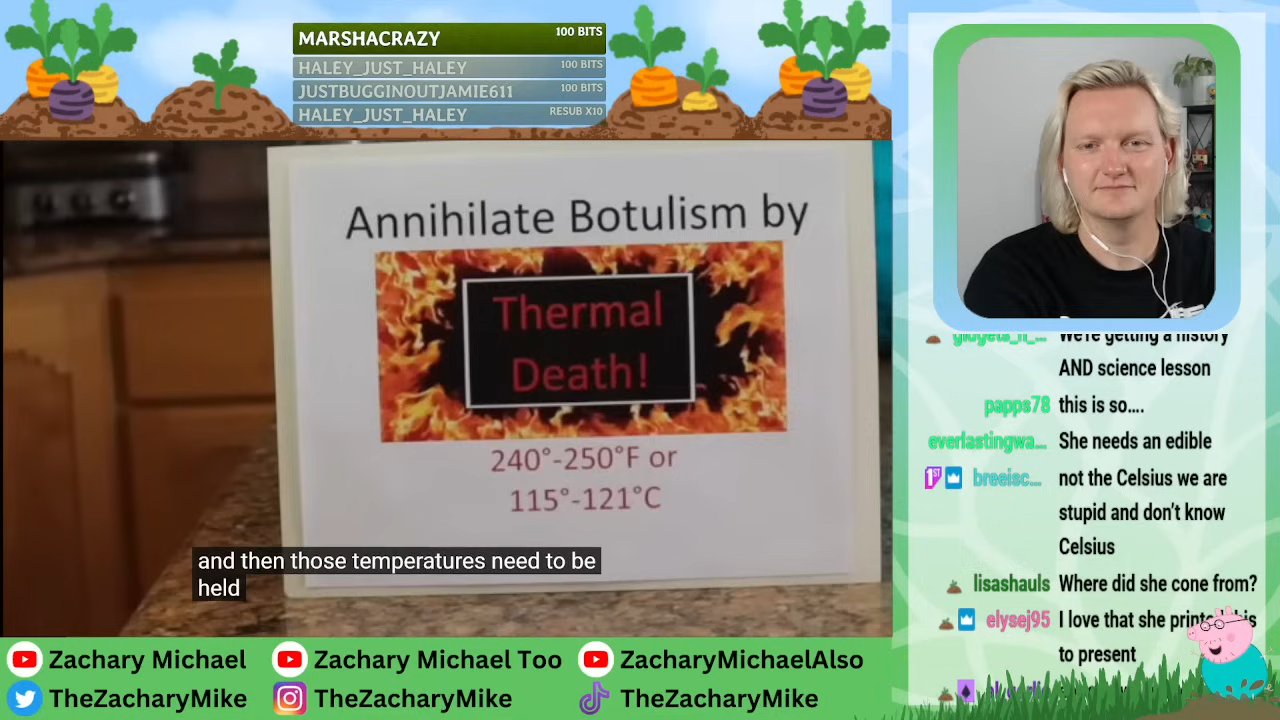 MARSHACRAZY 100 BITS
HALEY_JUST_HALEY 100 BITS
JUSTBUGGINOUTJAMIE611 100 BITS
HALEY_JUST_HALEY RESUB X10
Annihilate Botulism by
Thermal
Death!
240°-250°F or
115°-121°C
and then those temperatures need to be
held
We're getting a history
AND science lesson
papps78 this is so....
everlastingwa... She needs an edible
1ST breeisc... not the Celsius we are
stupid and don't know
Celsius
lisashauls Where did she cone from?
elysej95 I love that she
to present
Zachary Michael Zachary Michael Too ZacharyMichaelAlso
TheZacharyMike TheZacharyMike TheZacharyMike